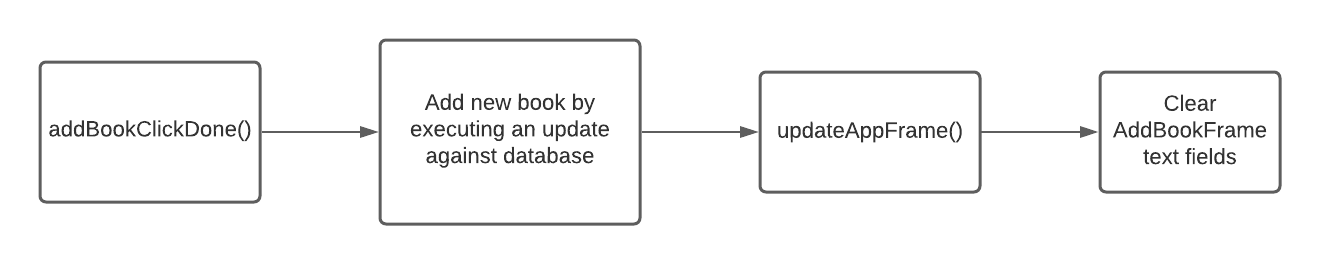 addBookClickDone()
Add new book by
executing an update
against database
updateAppFrame()
Clear
AddBookFrame
text fields